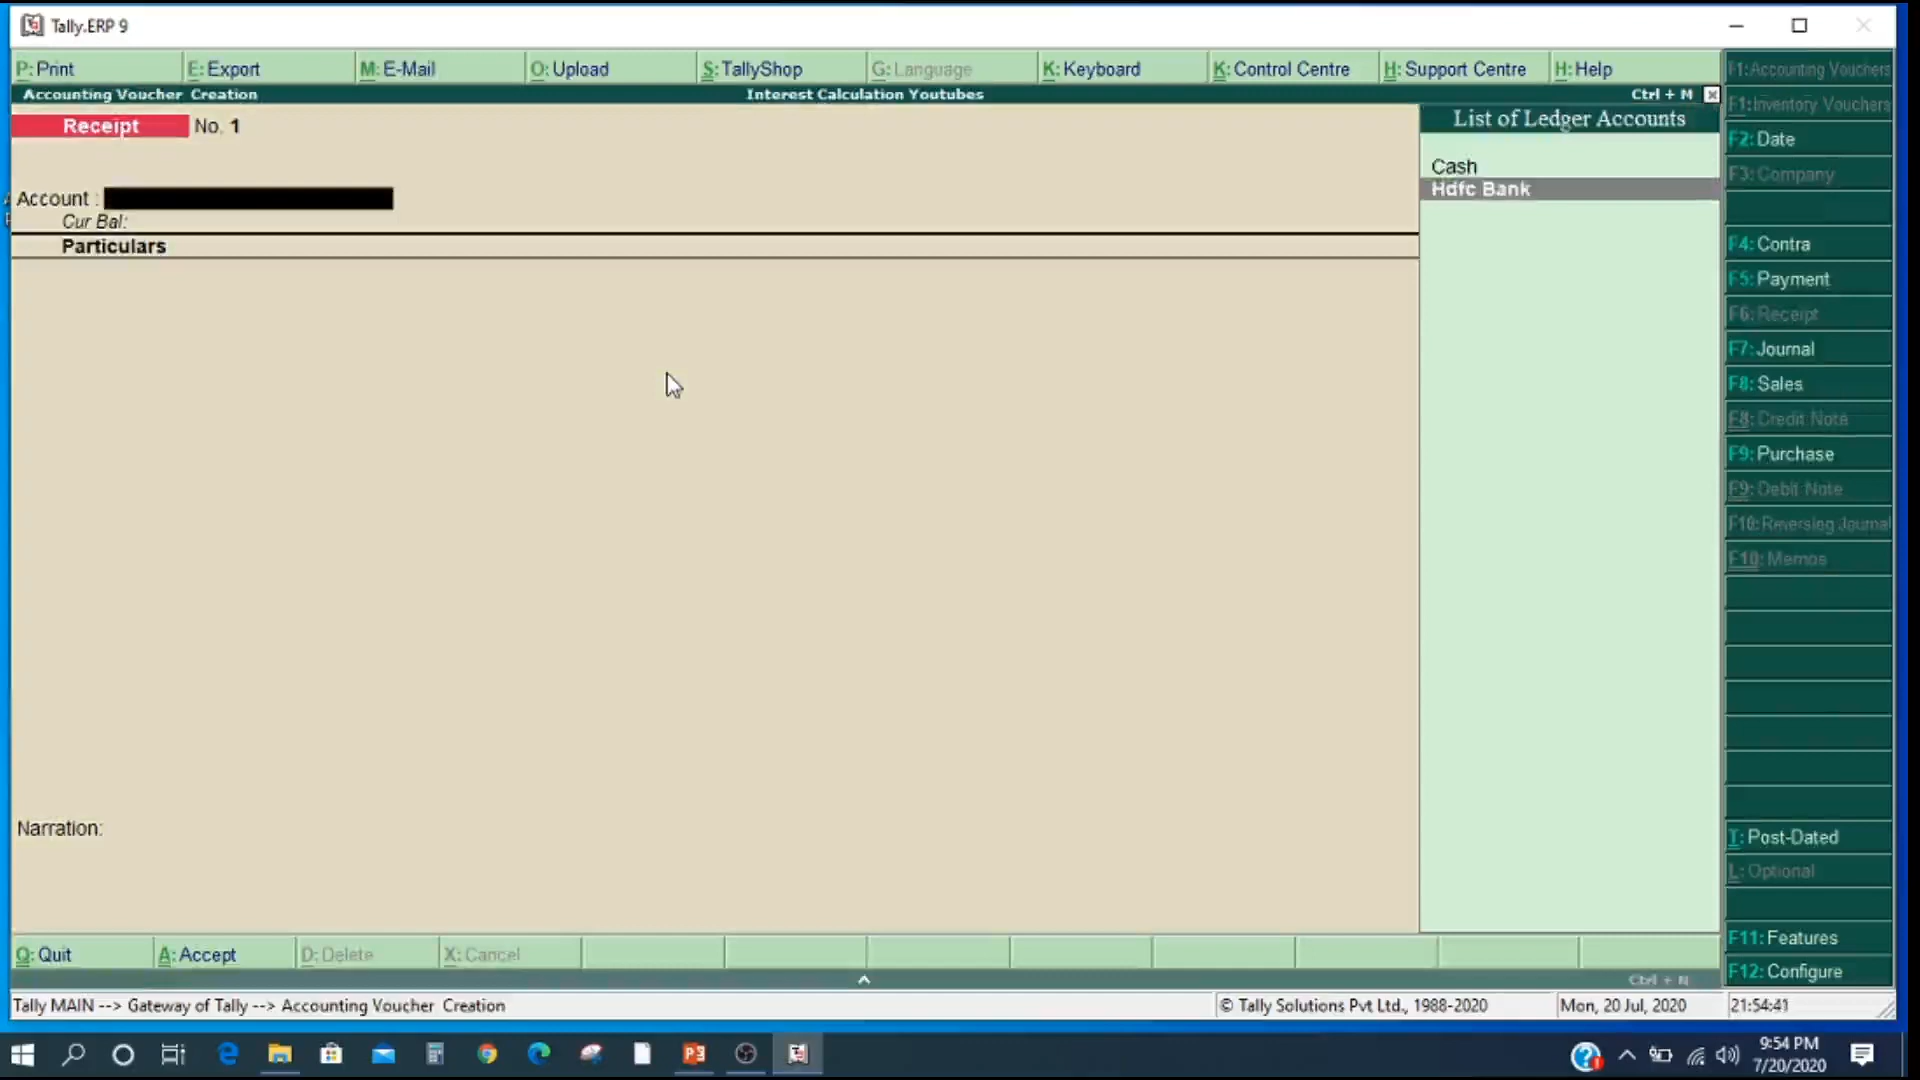 Tally.ERP 9
P: Print E: Export M: E-Mail O: Upload S: TallyShop G: Language K: Keyboard K: Control Centre H: Support Centre H: Help
Accounting Voucher Creation Interest Calculation Youtubes Ctrl + M
Receipt No. 1
Account :
Cur Bal:
Particulars
Narration:
List of Ledger Accounts
Cash
Hdfc Bank
F1: Accounting Vouchers
F1: Inventory Vouchers
F2: Date
F3: Company
F4: Contra
F5: Payment
F6: Receipt
F7: Journal
F8: Sales
F8: Credit Note
F9: Purchase
F9: Debit Note
F10: Reversing Journal
F10: Memos
T: Post-Dated
L: Optional
F11: Features
F12: Configure
Q: Quit A: Accept D: Delete X: Cancel
Ctrl + N
Tally MAIN --> Gateway of Tally --> Accounting Voucher Creation © Tally Solutions Pvt Ltd., 1988-2020 Mon, 20 Jul, 2020 21:54:41
9:54 PM
7/20/2020